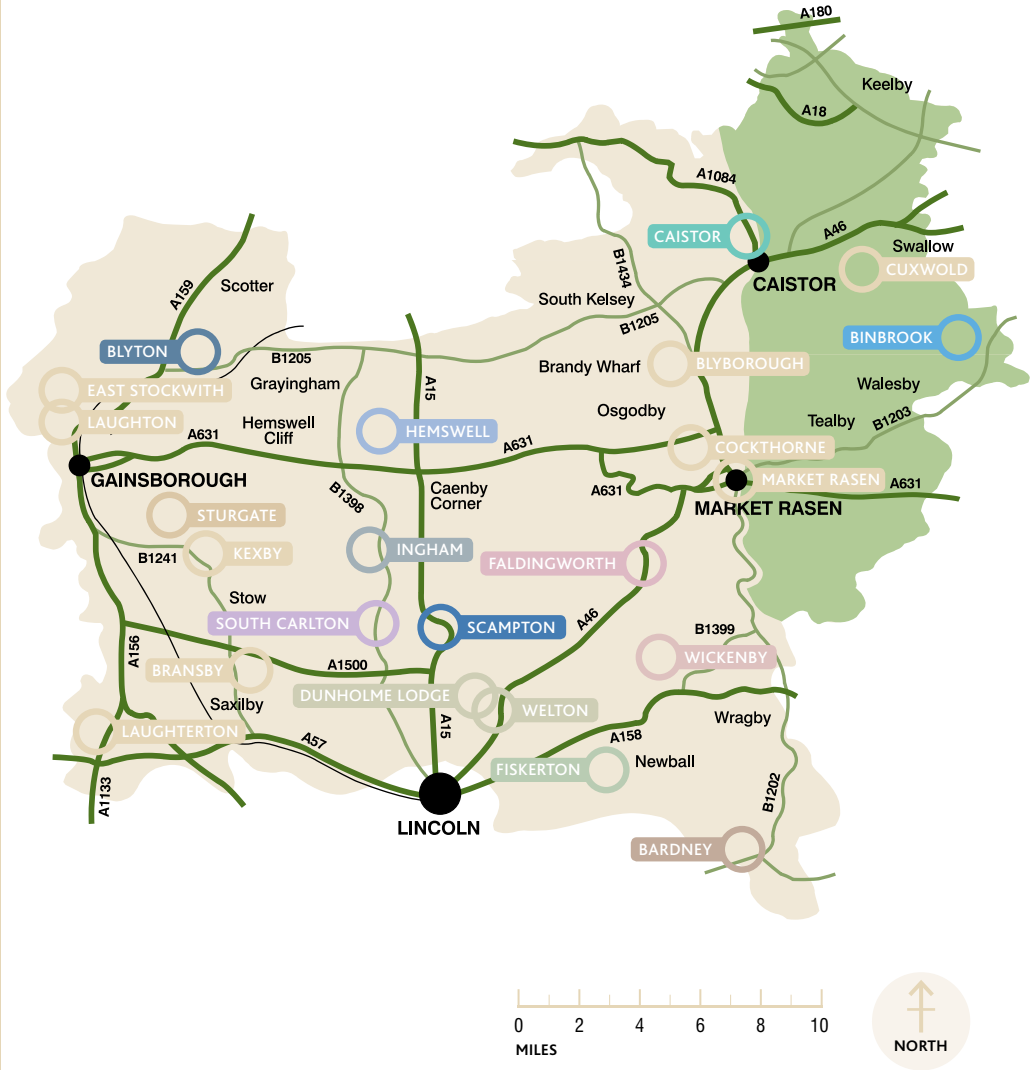 A180
Keelby
A18
A1084
CAISTOR
A46
Swallow
CUXWOLD
CAISTOR
B1434
A159
Scotter
South Kelsey
B1205
BINBROOK
BLYTON
B1205
Brandy Wharf
BLYBOROUGH
EAST STOCKWITH
Grayingham
A15
Walesby
LAUGHTON
Hemswell
Cliff
HEMSWELL
Osgodby
Tealby
B1203
A631
A631
COCKTHORNE
GAINSBOROUGH
MARKET RASEN
A631
A631
B1398
Caenby
Corner
MARKET RASEN
STURGATE
B1241
KEXBY
INGHAM
FALDINGWORTH
Stow
SOUTH CARLTON
SCAMPTON
A46
B1399
A156
BRANSBY
A1500
WICKENBY
DUNHOLME LODGE
WELTON
Saxilby
LAUGHTERTON
A57
A15
A158
Wragby
FISKERTON
Newball
A1133
B1202
LINCOLN
BARDNEY
0 2 4 6 8 10
MILES
NORTH